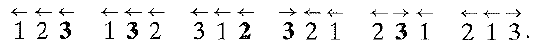 ← ← ← ← ← ← ← ← ← → ← ← ← → ← ← ← →
1 2 3 1 3 2 3 1 2 3 2 1 2 3 1 2 1 3.